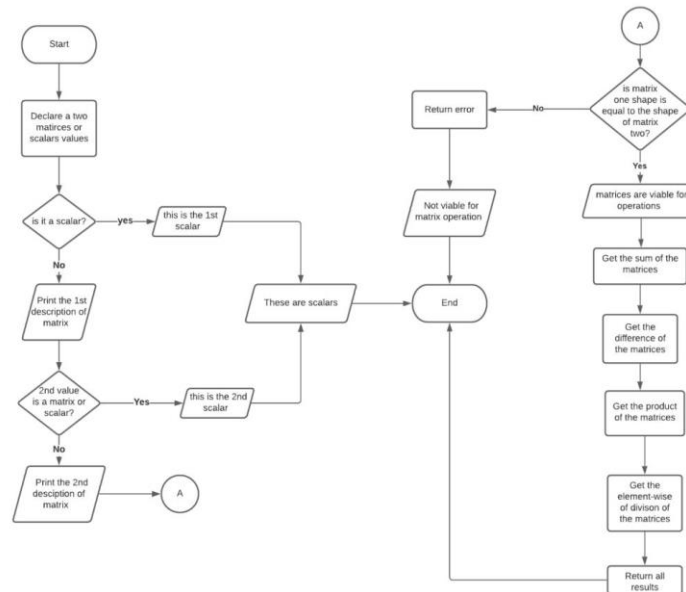 Start
Declare a two
matirces or
scalars values
is it a scalar?
yes
this is the 1st
scalar
No
Print the 1st
description of
matrix
2nd value
is a matrix or
scalar?
Yes
this is the 2nd
scalar
These are scalars
No
Print the 2nd
desciption of
matrix
A
A
is matrix
one shape is
equal to the shape
of matrix
two?
No
Return error
Not viable for
matrix operation
End
Yes
matrices are viable for
operations
Get the sum of the
matrices
Get the
difference of
the matrices
Get the product
of the matrices
Get the
element-wise
of divison of
the matrices
Return all
results